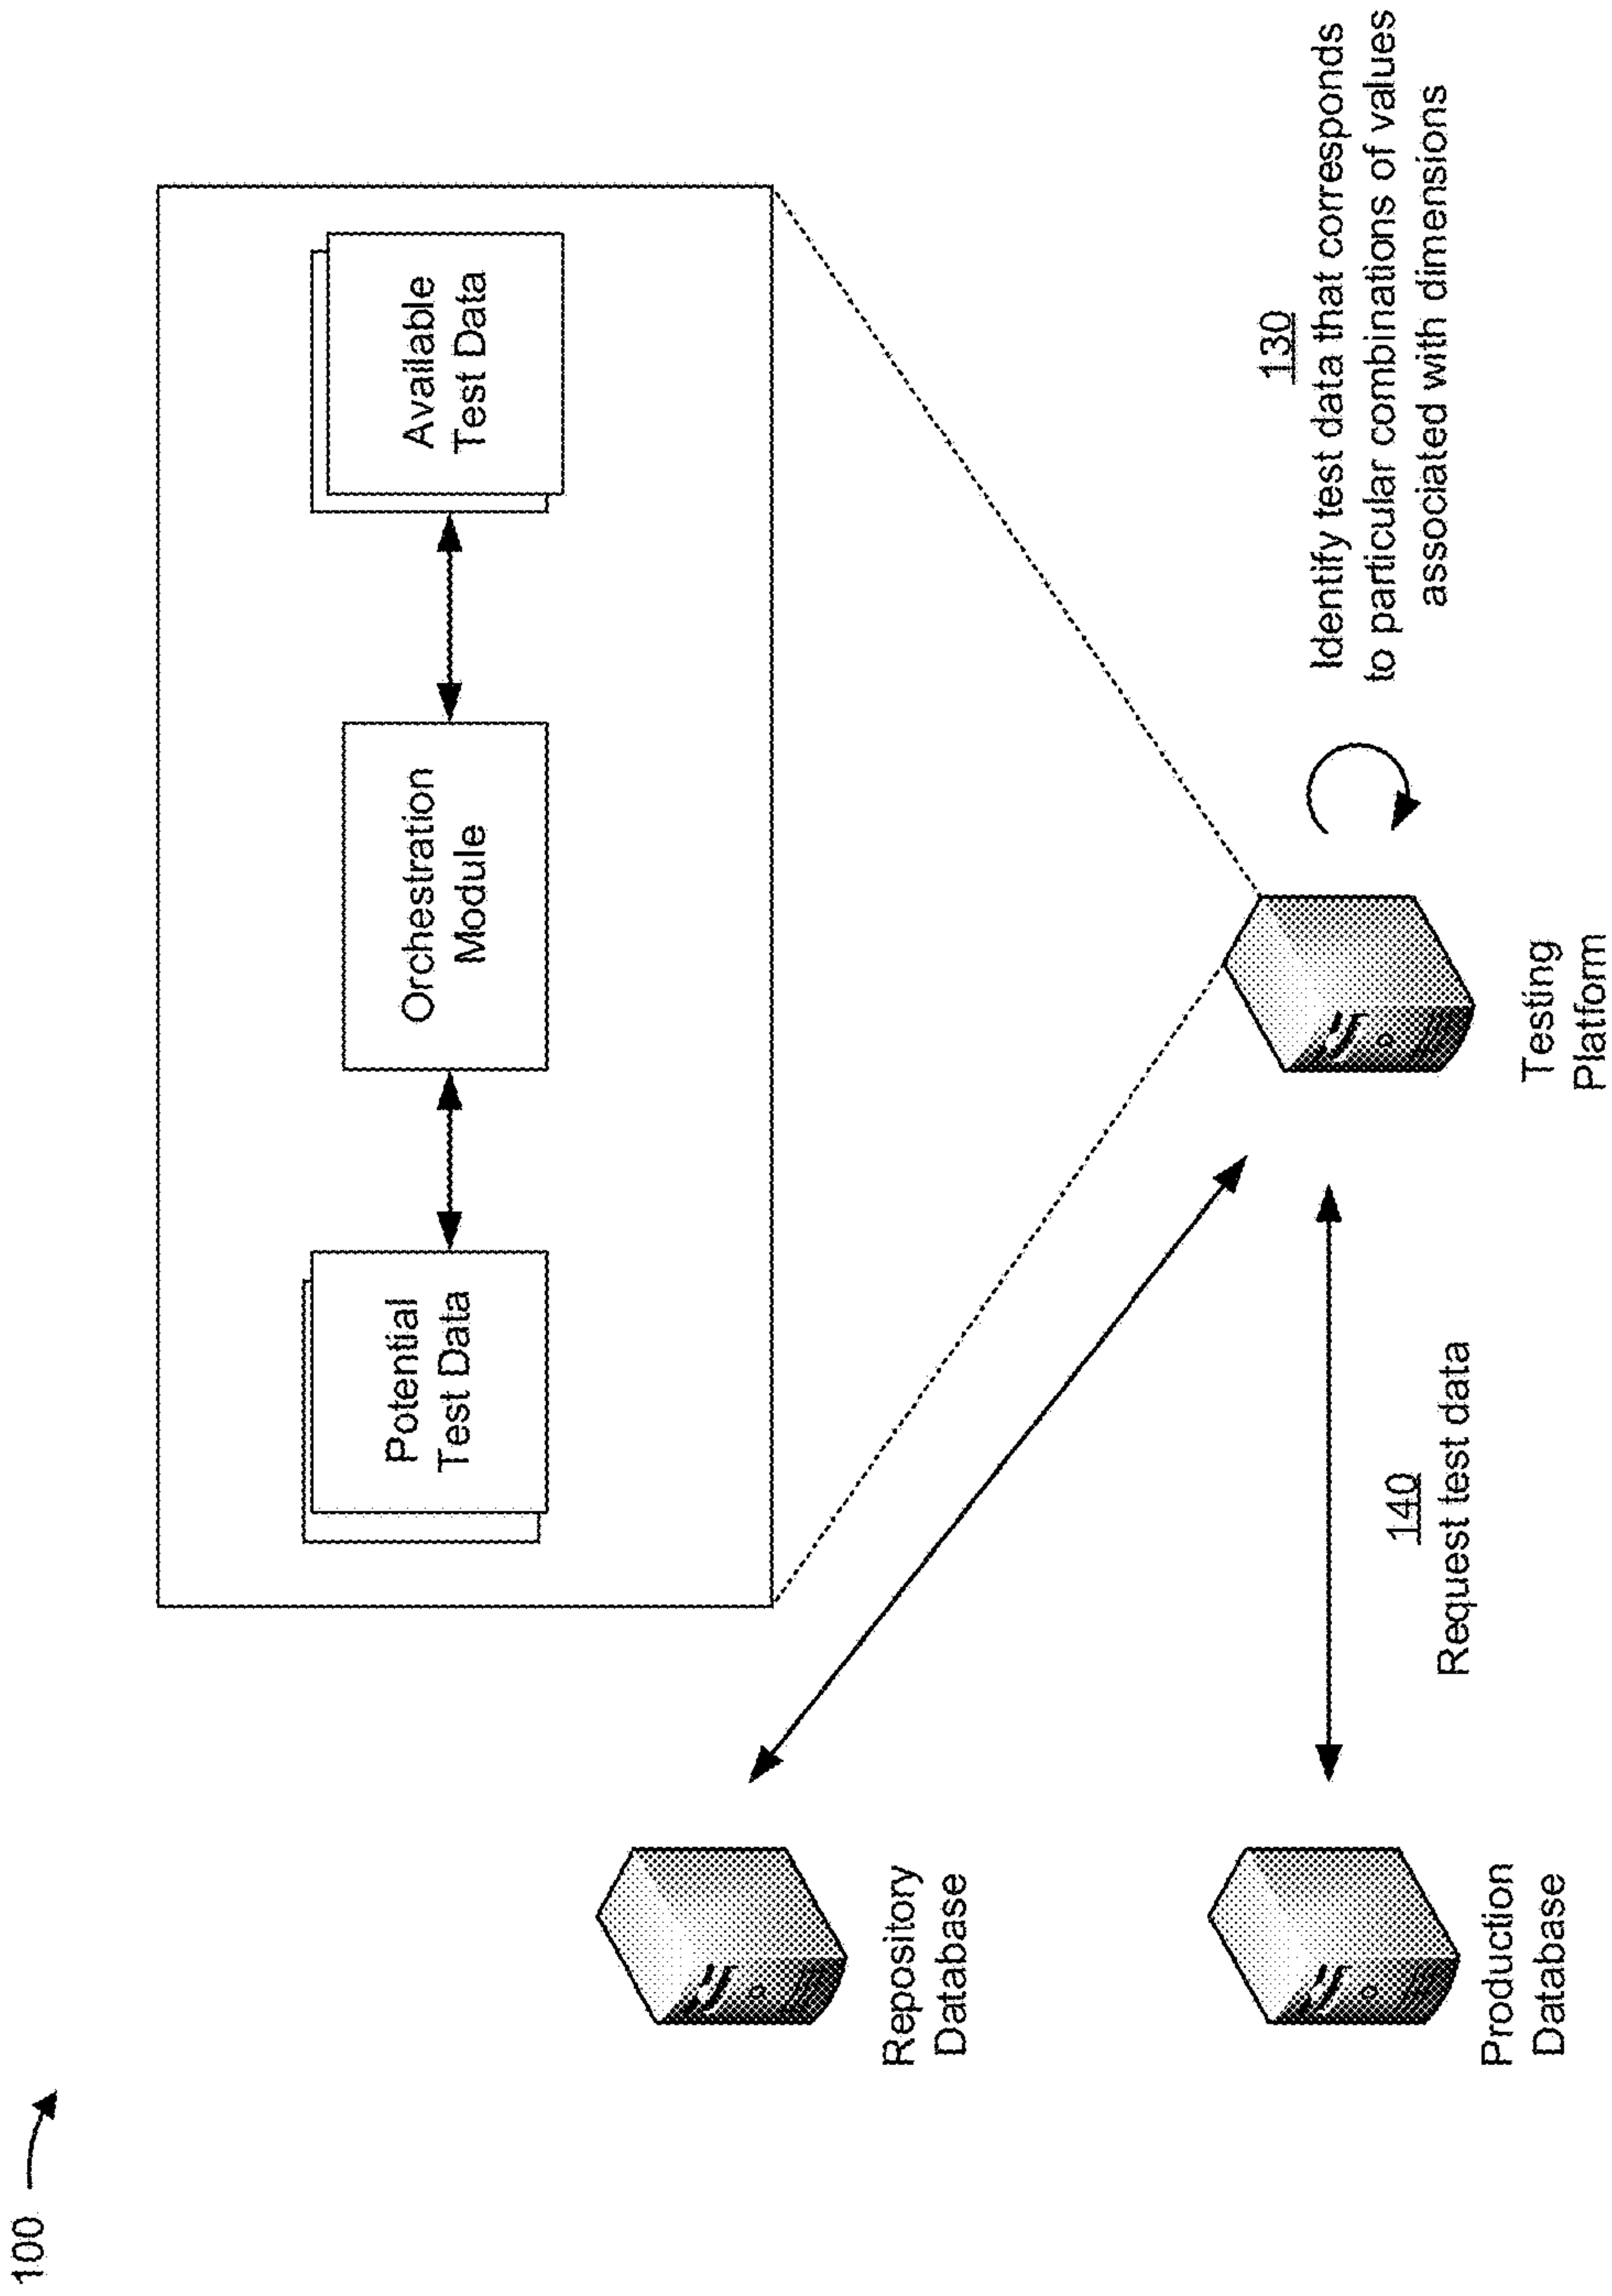 100
Potential
Test Data
Orchestration
Module
Available
Test Data
Repository
Database
Production
Database
140
Request test data
Testing
Platform
130
Identify test data that corresponds
to particular combinations of values
associated with dimensions